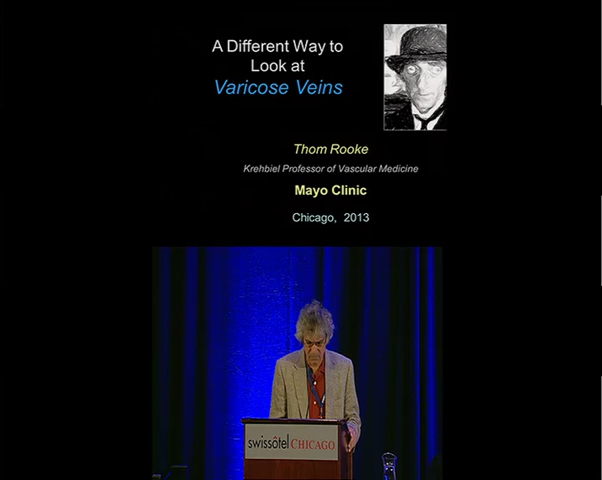 A Different Way to
Look at
Varicose Veins
Thom Rooke
Krehbiel Professor of Vascular Medicine
Mayo Clinic
Chicago, 2013
swissôtel CHICAGO